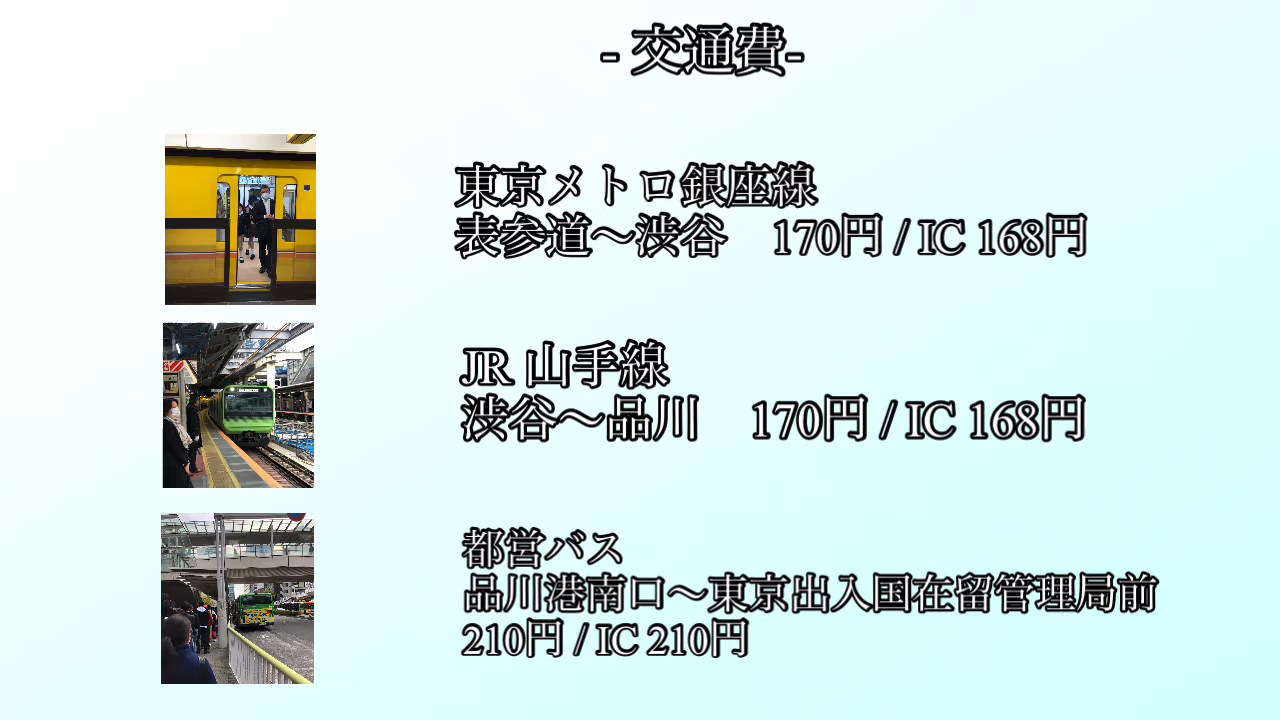 - 交通費-
東京メトロ銀座線
表参道～渋谷　170円 / IC 168円
JR 山手線
渋谷～品川　170円 / IC 168円
都営バス
品川港南口～東京出入国在留管理局前
210円 / IC 210円